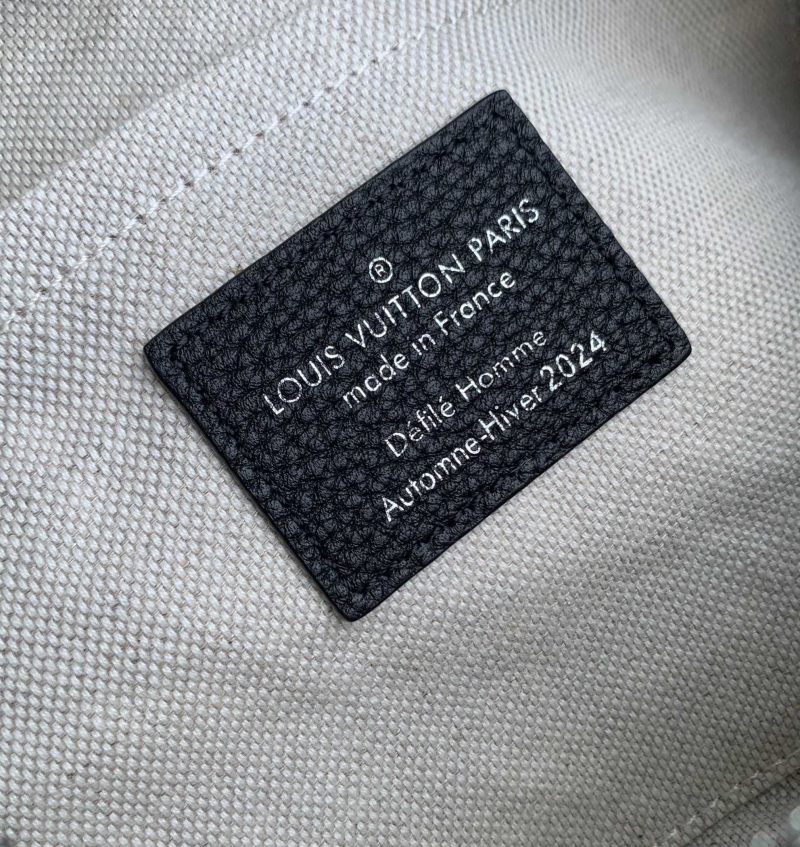 ®
LOUIS VUITTON PARIS
made in France
Défilé Homme
Automne-Hiver 2024